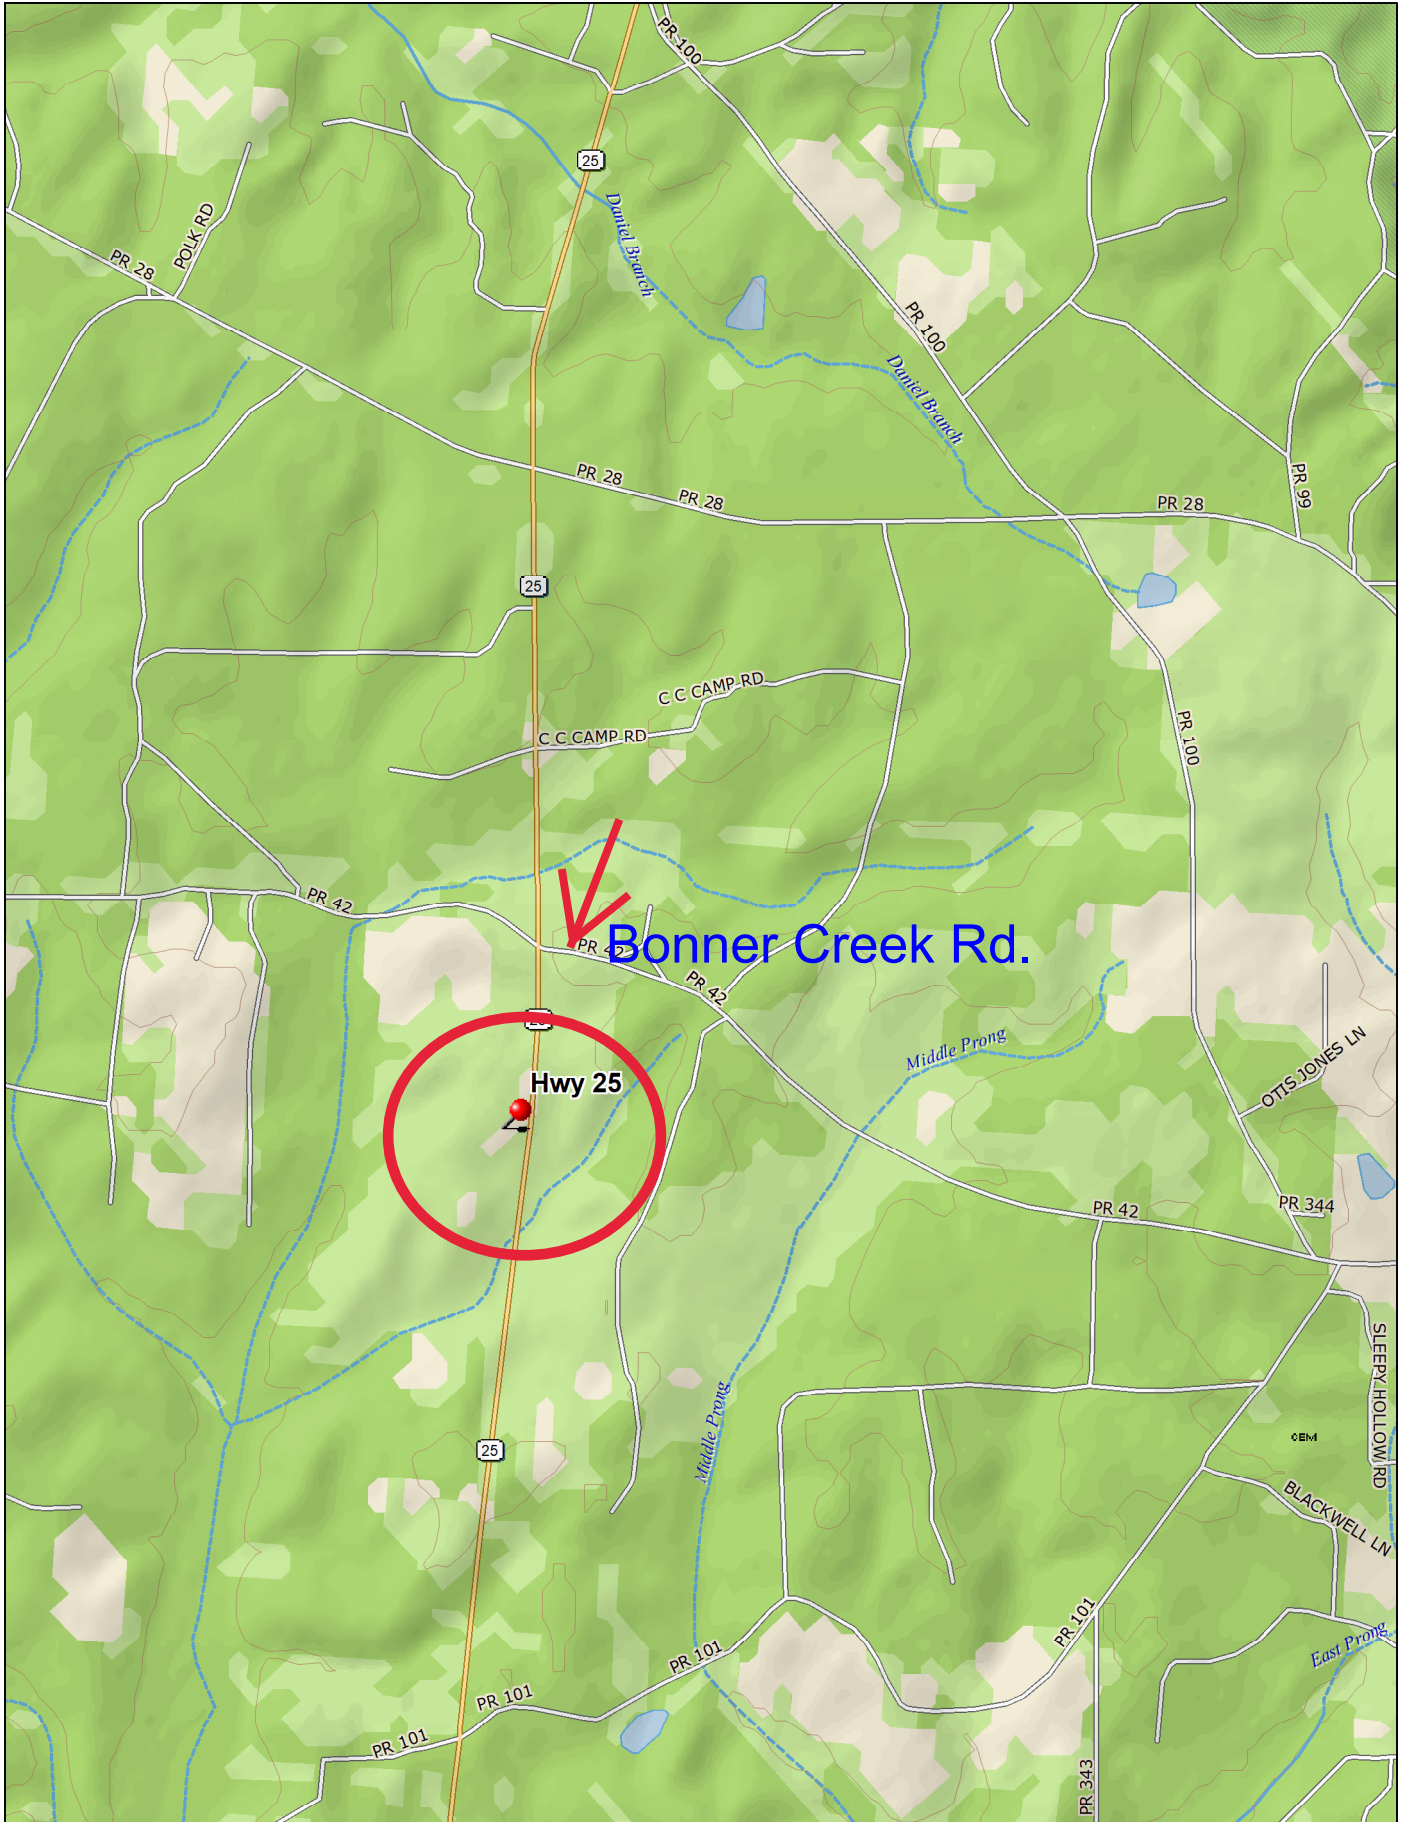 PR 100
25
Daniel Branch
POLK RD
PR 28
PR 100
Daniel Branch
PR 28
PR 28
PR 28
PR 99
25
C C CAMP RD
C C CAMP RD
PR 100
PR 42
PR 42
Bonner Creek Rd.
PR 42
Middle Prong
OTIS JONES LN
Hwy 25
PR 344
PR 42
SLEEPY HOLLOW RD
Middle Prong
CEM
25
BLACKWELL LN
PR 101
East Prong
PR 101
PR 101
PR 101
PR 343